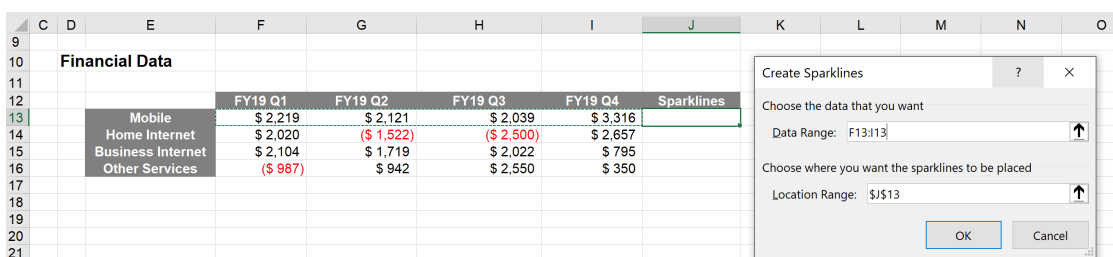 C D E F G H I J K L M N O
9
10 Financial Data
11
12 FY19 Q1 FY19 Q2 FY19 Q3 FY19 Q4 Sparklines
13 Mobile $ 2,219 $ 2,121 $ 2,039 $ 3,316
14 Home Internet $ 2,020 ($ 1,522) ($ 2,500) $ 2,657
15 Business Internet $ 2,104 $ 1,719 $ 2,022 $ 795
16 Other Services ($ 987) $ 942 $ 2,550 $ 350
17
18
19
20
21
Create Sparklines ? ×
Choose the data that you want
Data Range: F13:I13
Choose where you want the sparklines to be placed
Location Range: $J$13
OK Cancel